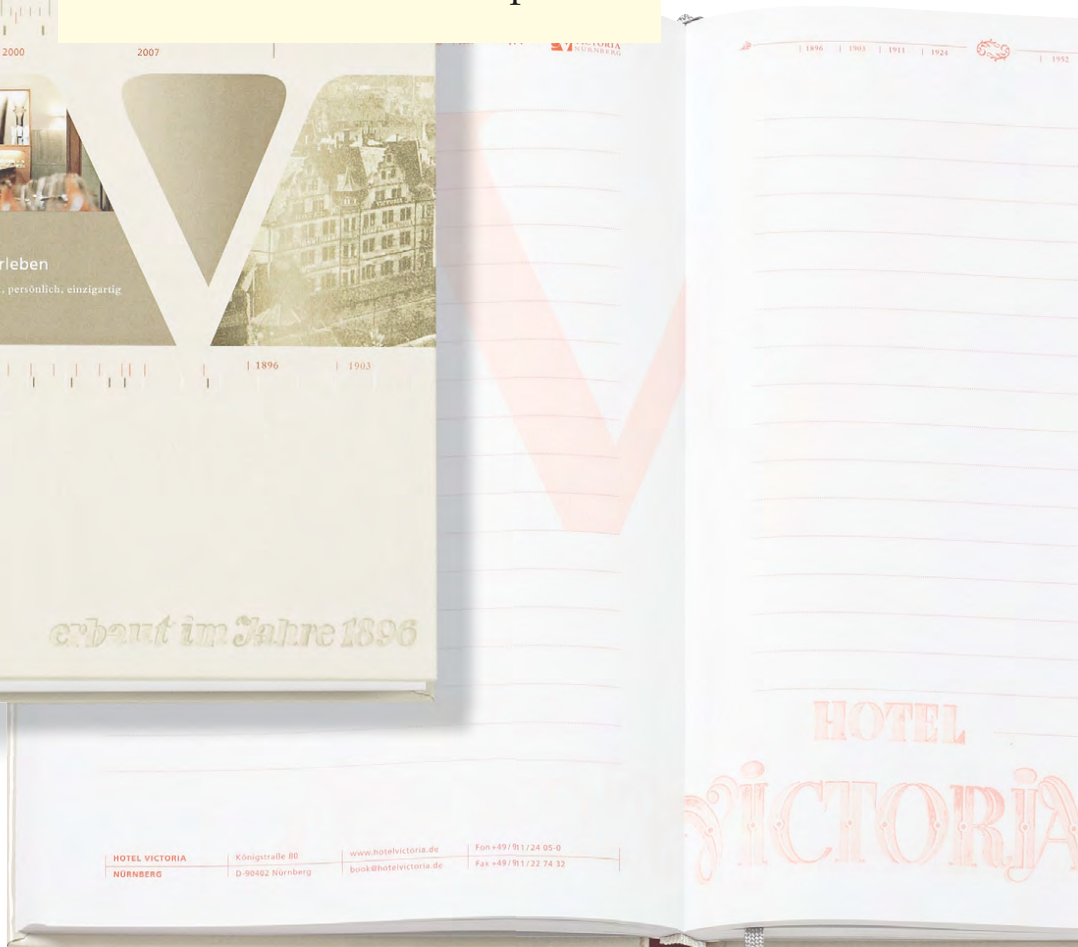 2000
2007
rleben
, persönlich, einzigartig
1896
1903
erbaut im Jahre 1896
VICTORIA
NÜRNBERG
1896
1903
1911
1924
1952
HOTEL
VICTORIA
HOTEL VICTORIA
NÜRNBERG
Königstraße 80
D-90402 Nürnberg
www.hotelvictoria.de
book@hotelvictoria.de
Fon +49/911/24 05-0
Fax +49/911/22 74 32